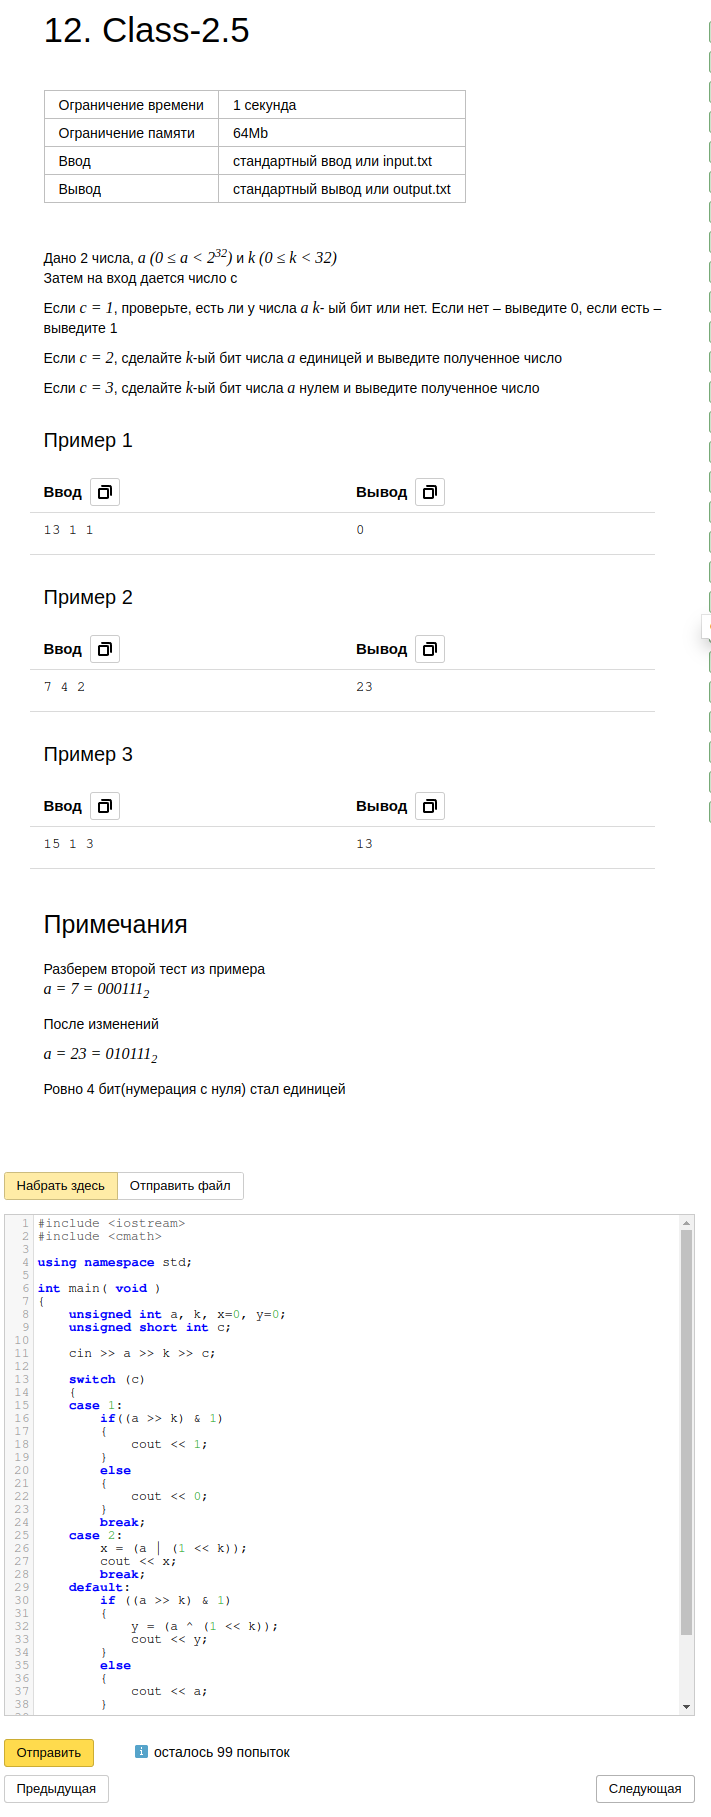 12. Class-2.5
Ограничение времени 1 секунда
Ограничение памяти 64Mb
Ввод стандартный ввод или input.txt
Вывод стандартный вывод или output.txt
Дано 2 числа, a (0 ≤ a < 2^32) и k (0 ≤ k < 32)
Затем на вход дается число c
Если c = 1, проверьте, есть ли у числа a k- ый бит или нет. Если нет – выведите 0, если есть –
выведите 1
Если c = 2, сделайте k-ый бит числа a единицей и выведите полученное число
Если c = 3, сделайте k-ый бит числа a нулем и выведите полученное число
Пример 1
Ввод Вывод
13 1 1 0
Пример 2
Ввод Вывод
7 4 2 23
Пример 3
Ввод Вывод
15 1 3 13
Примечания
Разберем второй тест из примера
a = 7 = 000111₂
После изменений
a = 23 = 010111₂
Ровно 4 бит(нумерация с нуля) стал единицей
Набрать здесь Отправить файл
1 #include <iostream>
2 #include <cmath>
3
4 using namespace std;
5
6 int main( void )
7 {
8 unsigned int a, k, x=0, y=0;
9 unsigned short int c;
10
11 cin >> a >> k >> c;
12
13 switch (c)
14 {
15 case 1:
16 if((a >> k) & 1)
17 {
18 cout << 1;
19 }
20 else
21 {
22 cout << 0;
23 }
24 break;
25 case 2:
26 x = (a | (1 << k));
27 cout << x;
28 break;
29 default:
30 if ((a >> k) & 1)
31 {
32 y = (a ^ (1 << k));
33 cout << y;
34 }
35 else
36 {
37 cout << a;
38 }
Отправить осталось 99 попыток
Предыдущая Следующая